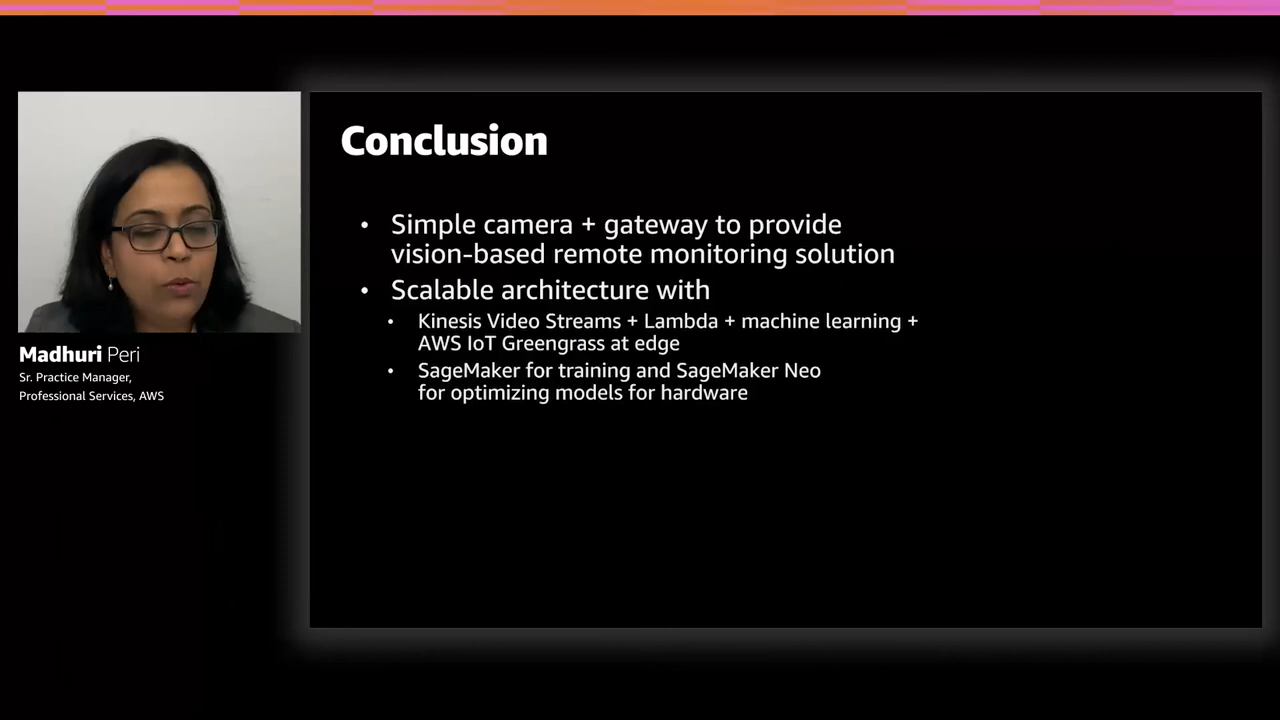 Conclusion
• Simple camera + gateway to provide
vision-based remote monitoring solution
• Scalable architecture with
• Kinesis Video Streams + Lambda + machine learning +
AWS IoT Greengrass at edge
• SageMaker for training and SageMaker Neo
for optimizing models for hardware
Madhuri Peri
Sr. Practice Manager,
Professional Services, AWS